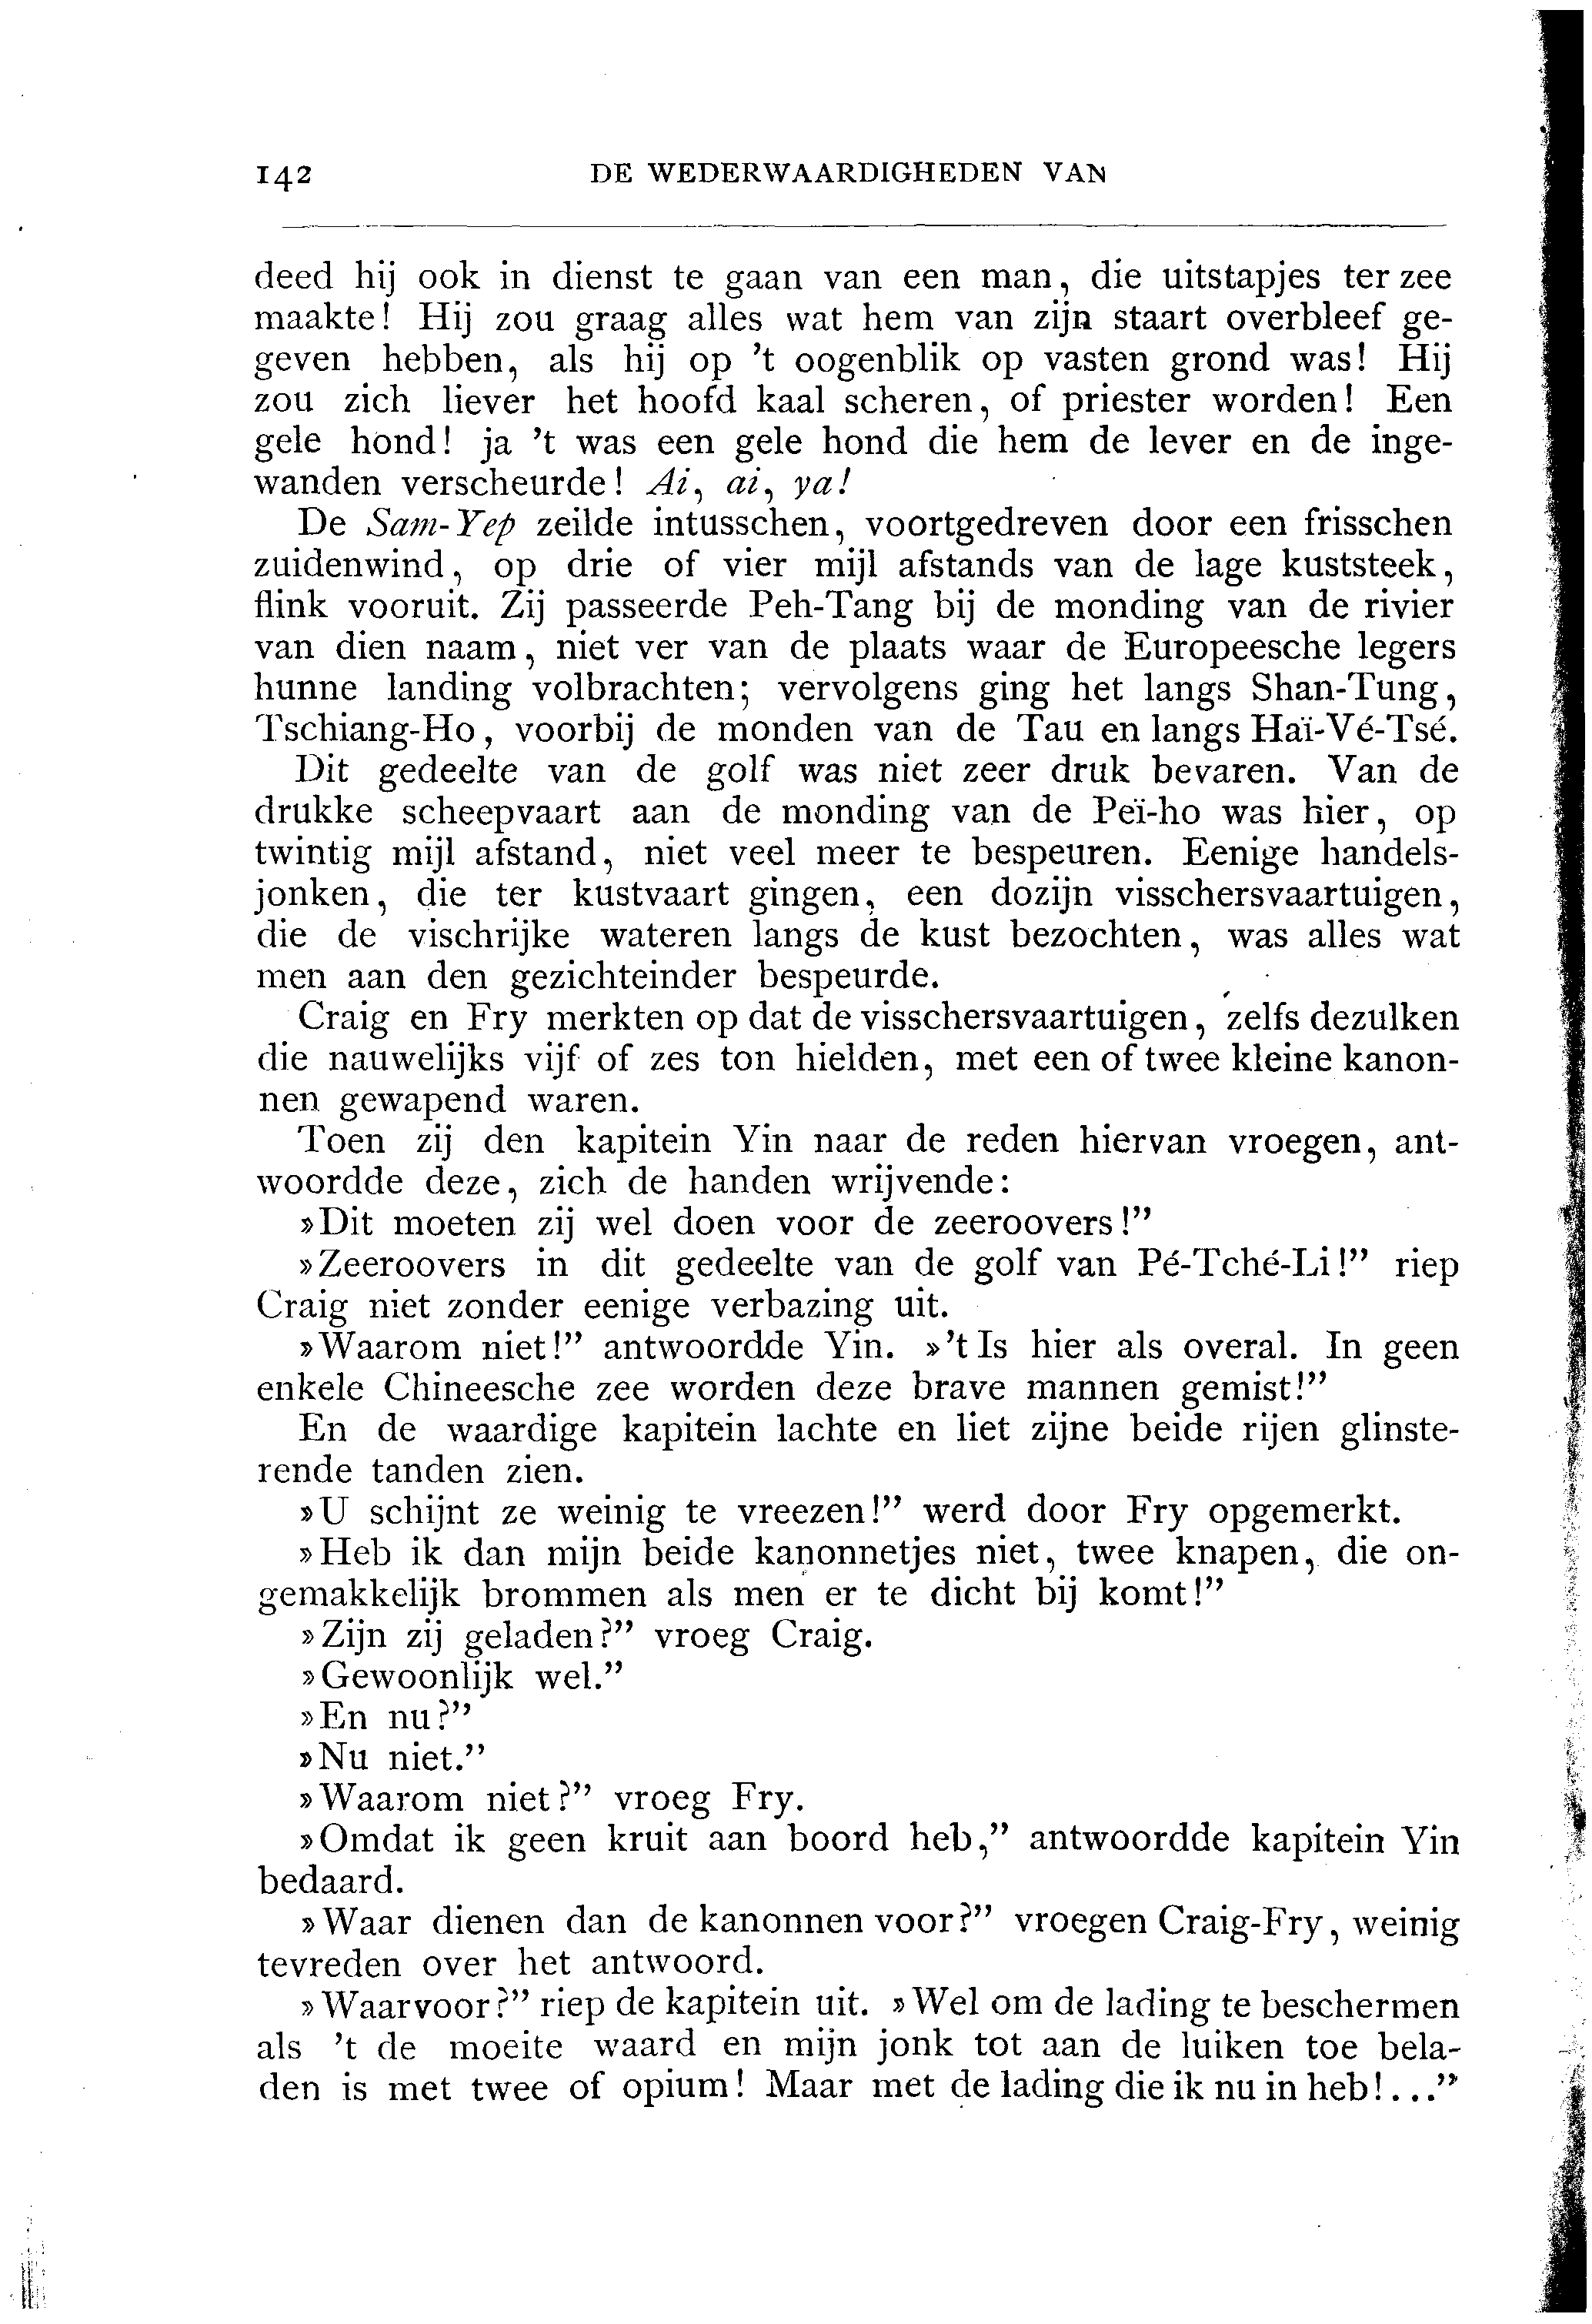 142 DE WEDERWAARDIGHEDEN VAN
deed hij ook in dienst te gaan van een man, die uitstapjes ter zee
maakte! Hij zou graag alles wat hem van zijn staart overbleef ge-
geven hebben, als hij op 't oogenblik op vasten grond was! Hij
zou zich liever het hoofd kaal scheren, of priester worden! Een
gele hond! ja 't was een gele hond die hem de lever en de inge-
wanden verscheurde! Ai, ai, ya!
De Sam-Yep zeilde intusschen, voortgedreven door een frisschen
zuidenwind, op drie of vier mijl afstands van de lage kuststeek,
flink vooruit. Zij passeerde Peh-Tang bij de monding van de rivier
van dien naam, niet ver van de plaats waar de Europeesche legers
hunne landing volbrachten; vervolgens ging het langs Shan-Tung,
Tschiang-Ho, voorbij de monden van de Tau en langs Haï-Vé-Tsé.
Dit gedeelte van de golf was niet zeer druk bevaren. Van de
drukke scheepvaart aan de monding van de Peï-ho was hier, op
twintig mijl afstand, niet veel meer te bespeuren. Eenige handels-
jonken, die ter kustvaart gingen, een dozijn visschersvaartuigen,
die de vischrijke wateren langs de kust bezochten, was alles wat
men aan den gezichteinder bespeurde.
Craig en Fry merkten op dat de visschersvaartuigen, zelfs dezulken
die nauwelijks vijf of zes ton hielden, met een of twee kleine kanon-
nen gewapend waren.
Toen zij den kapitein Yin naar de reden hiervan vroegen, ant-
woordde deze, zich de handen wrijvende:
»Dit moeten zij wel doen voor de zeeroovers!”
»Zeeroovers in dit gedeelte van de golf van Pé-Tché-Li!” riep
Craig niet zonder eenige verbazing uit.
»Waarom niet!” antwoordde Yin. »'t Is hier als overal. In geen
enkele Chineesche zee worden deze brave mannen gemist!”
En de waardige kapitein lachte en liet zijne beide rijen glinste-
rende tanden zien.
»U schijnt ze weinig te vreezen!” werd door Fry opgemerkt.
»Heb ik dan mijn beide kanonnetjes niet, twee knapen, die on-
gemakkelijk brommen als men er te dicht bij komt!”
»Zijn zij geladen?” vroeg Craig.
»Gewoonlijk wel.”
»En nu?”
»Nu niet.”
»Waarom niet?” vroeg Fry.
»Omdat ik geen kruit aan boord heb,” antwoordde kapitein Yin
bedaard.
»Waar dienen dan de kanonnen voor?” vroegen Craig-Fry, weinig
tevreden over het antwoord.
»Waarvoor?” riep de kapitein uit. »Wel om de lading te beschermen
als 't de moeite waard en mijn jonk tot aan de luiken toe bela-
den is met twee of opium! Maar met de lading die ik nu in heb!...”